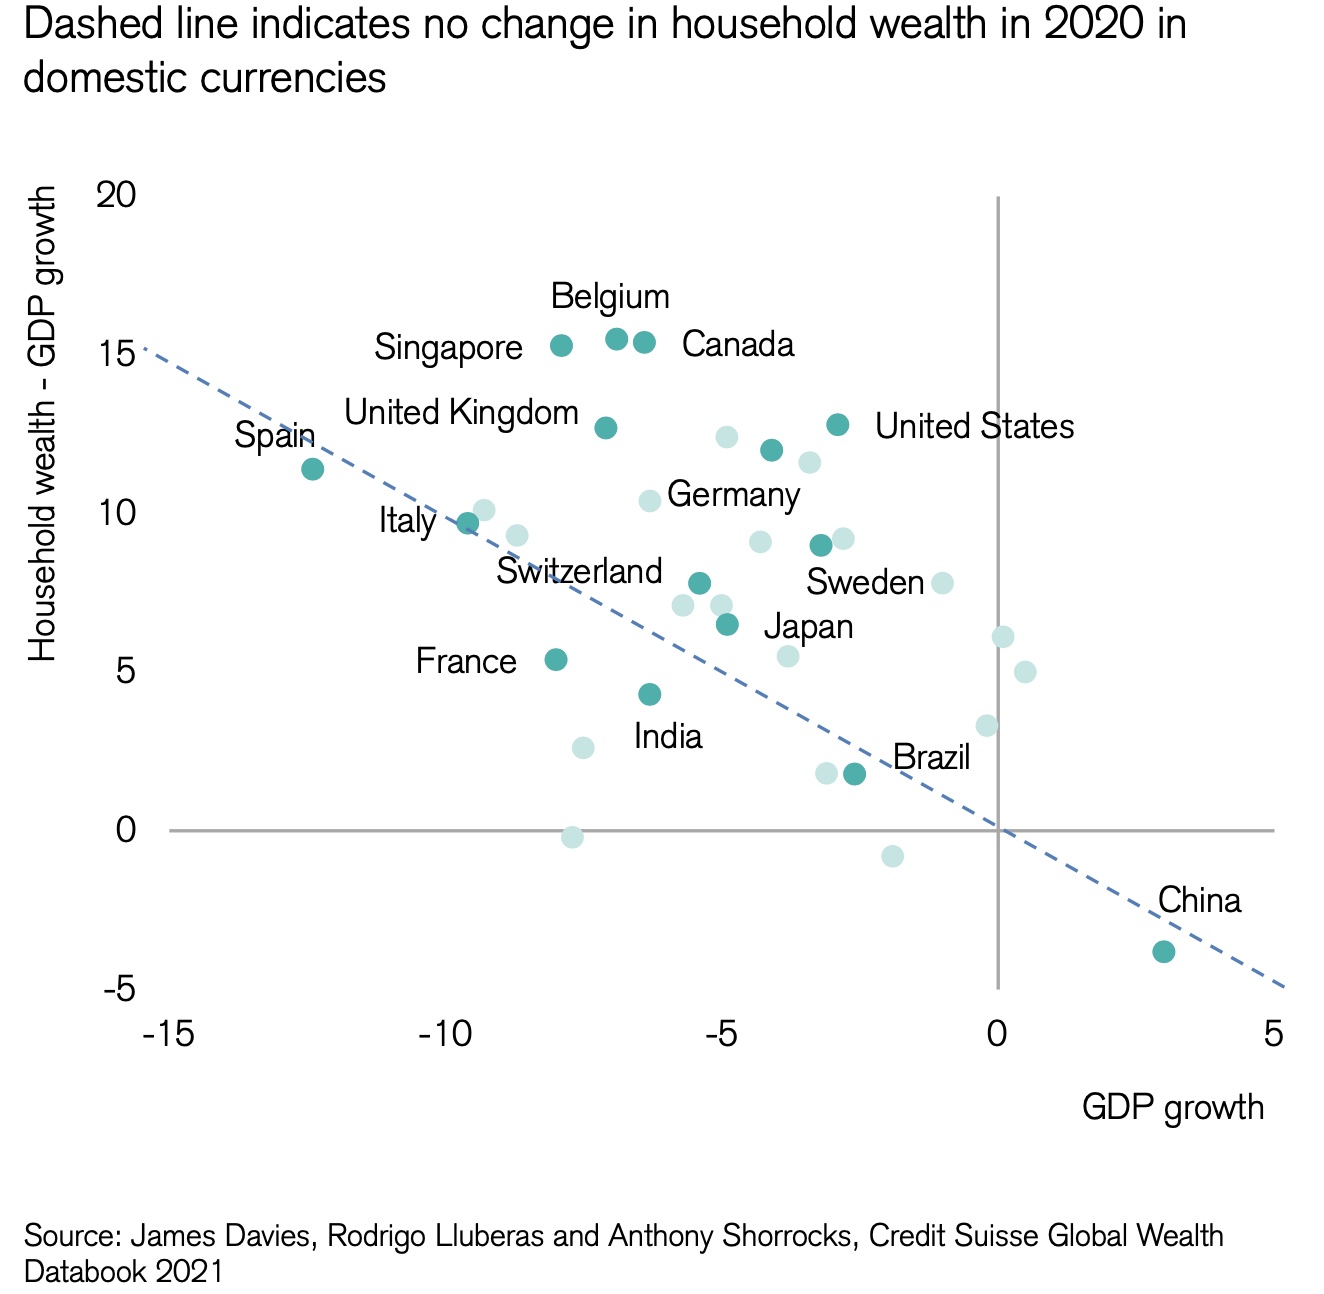 Dashed line indicates no change in household wealth in 2020 in
domestic currencies
Household wealth - GDP growth
20
15
10
5
0
-5
Belgium
Singapore
Canada
United Kingdom
United States
Spain
Germany
Italy
Switzerland
Sweden
Japan
France
India
Brazil
China
-15
-10
-5
0
5
GDP growth
Source: James Davies, Rodrigo Lluberas and Anthony Shorrocks, Credit Suisse Global Wealth
Databook 2021